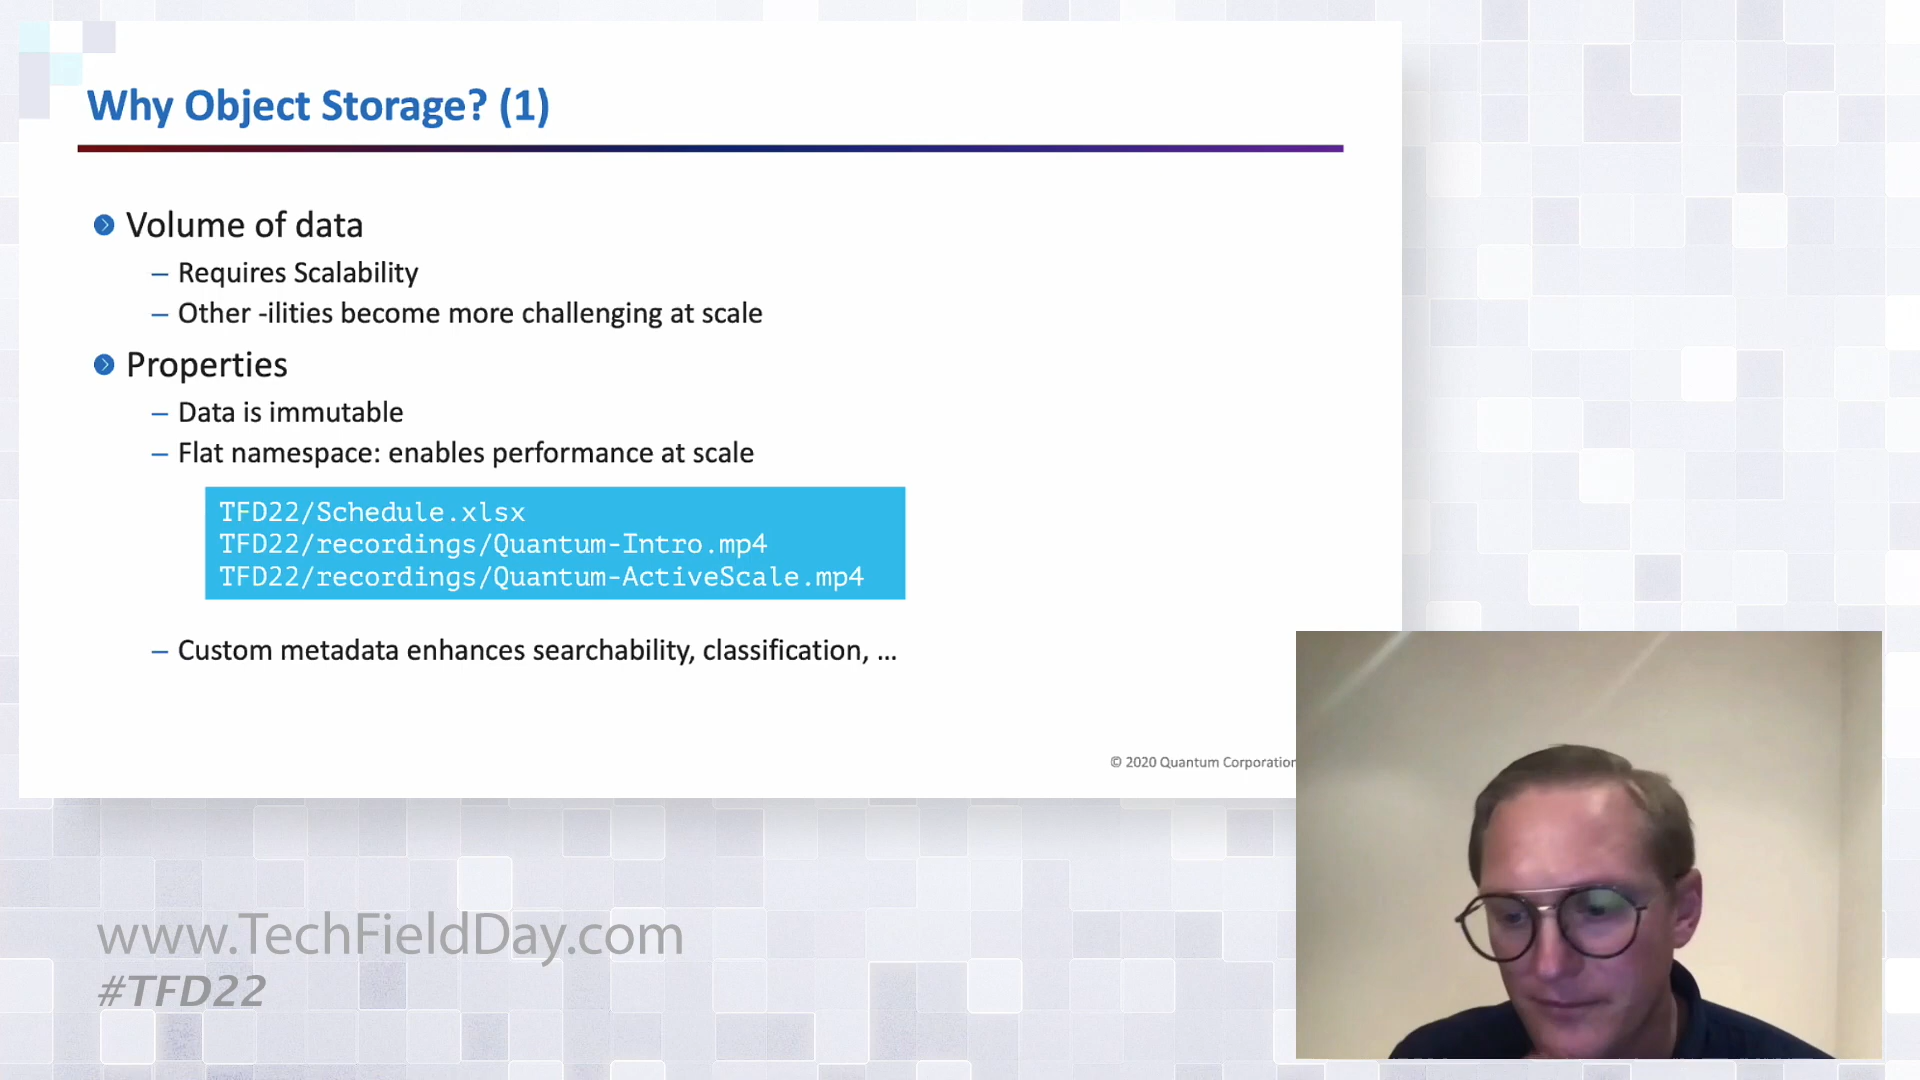 Why Object Storage? (1)
Volume of data
– Requires Scalability
– Other -ilities become more challenging at scale
Properties
– Data is immutable
– Flat namespace: enables performance at scale
TFD22/Schedule.xlsx
TFD22/recordings/Quantum-Intro.mp4
TFD22/recordings/Quantum-ActiveScale.mp4
– Custom metadata enhances searchability, classification, ...
© 2020 Quantum Corporation
www.TechFieldDay.com
#TFD22